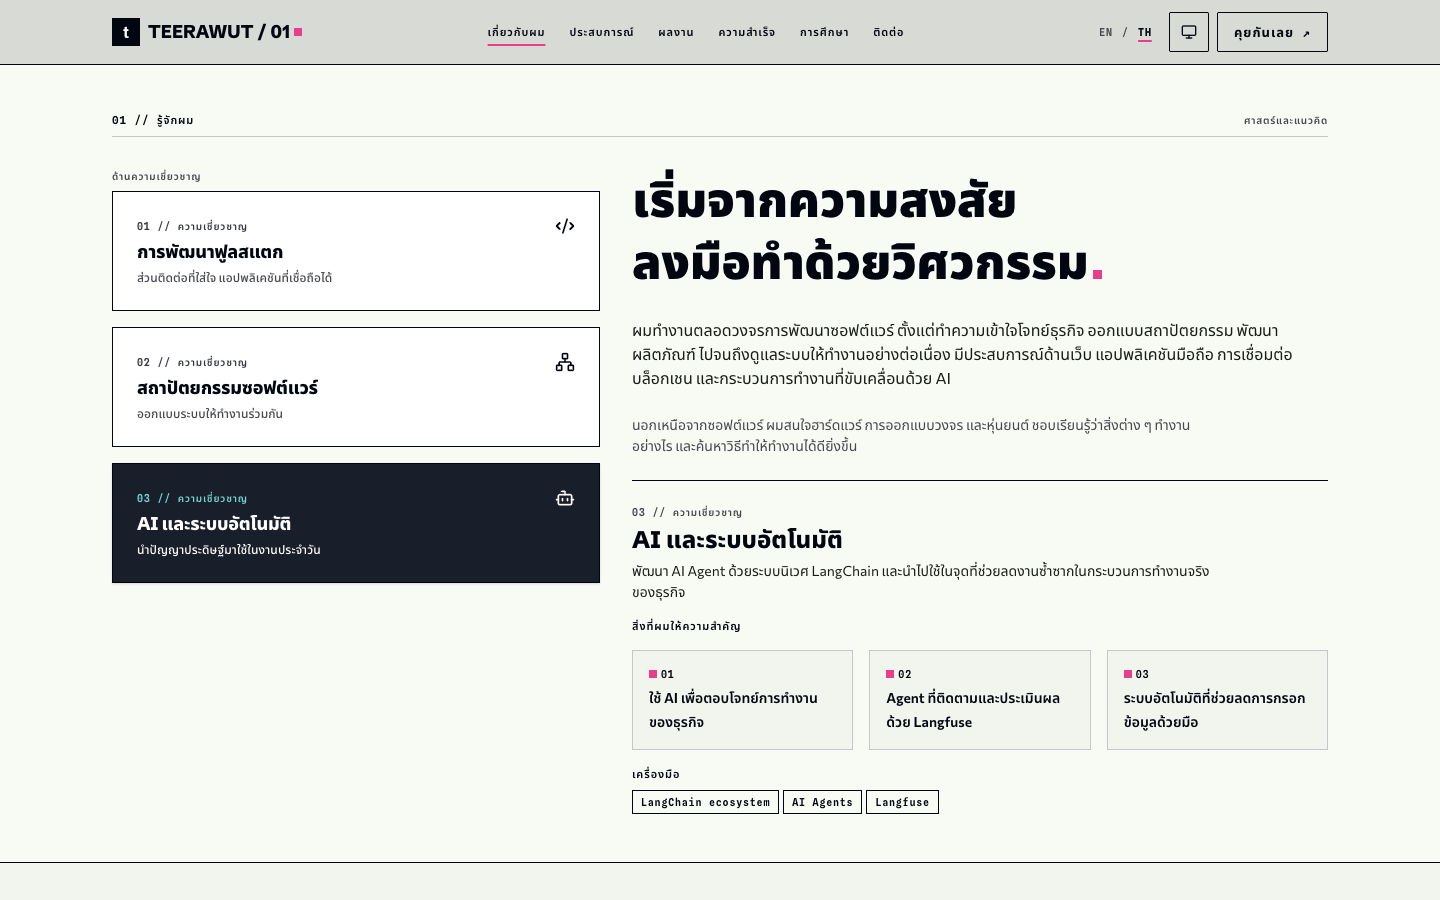 t TEERAWUT / 01
เกี่ยวกับผม ประสบการณ์ ผลงาน ความสำเร็จ การศึกษา ติดต่อ
EN / TH
คุยกันเลย ↗
01 // รู้จักผม
ศาสตร์และแนวคิด
ด้านความเชี่ยวชาญ
01 // ความเชี่ยวชาญ
การพัฒนาฟูลสแตก
ส่วนติดต่อที่ใส่ใจ แอปพลิเคชันที่เชื่อถือได้
02 // ความเชี่ยวชาญ
สถาปัตยกรรมซอฟต์แวร์
ออกแบบระบบให้ทำงานร่วมกัน
03 // ความเชี่ยวชาญ
AI และระบบอัตโนมัติ
นำปัญญาประดิษฐ์มาใช้ในงานประจำวัน
เริ่มจากความสงสัย
ลงมือทำด้วยวิศวกรรม
ผมทำงานตลอดวงจรการพัฒนาซอฟต์แวร์ ตั้งแต่ทำความเข้าใจโจทย์ธุรกิจ ออกแบบสถาปัตยกรรม พัฒนา
ผลิตภัณฑ์ ไปจนถึงดูแลระบบให้ทำงานอย่างต่อเนื่อง มีประสบการณ์ด้านเว็บ แอปพลิเคชันมือถือ การเชื่อมต่อ
บล็อกเชน และกระบวนการทำงานที่ขับเคลื่อนด้วย AI
นอกเหนือจากซอฟต์แวร์ ผมสนใจฮาร์ดแวร์ การออกแบบวงจร และหุ่นยนต์ ชอบเรียนรู้ว่าสิ่งต่าง ๆ ทำงาน
อย่างไร และค้นหาวิธีทำให้ทำงานได้ดียิ่งขึ้น
03 // ความเชี่ยวชาญ
AI และระบบอัตโนมัติ
พัฒนา AI Agent ด้วยระบบนิเวศ LangChain และนำไปใช้ในจุดที่ช่วยลดงานซ้ำซากในกระบวนการทำงานจริง
ของธุรกิจ
สิ่งที่ผมให้ความสำคัญ
01
ใช้ AI เพื่อตอบโจทย์การทำงาน
ของธุรกิจ
02
Agent ที่ติดตามและประเมินผล
ด้วย Langfuse
03
ระบบอัตโนมัติที่ช่วยลดการกรอก
ข้อมูลด้วยมือ
เครื่องมือ
LangChain ecosystem
AI Agents
Langfuse